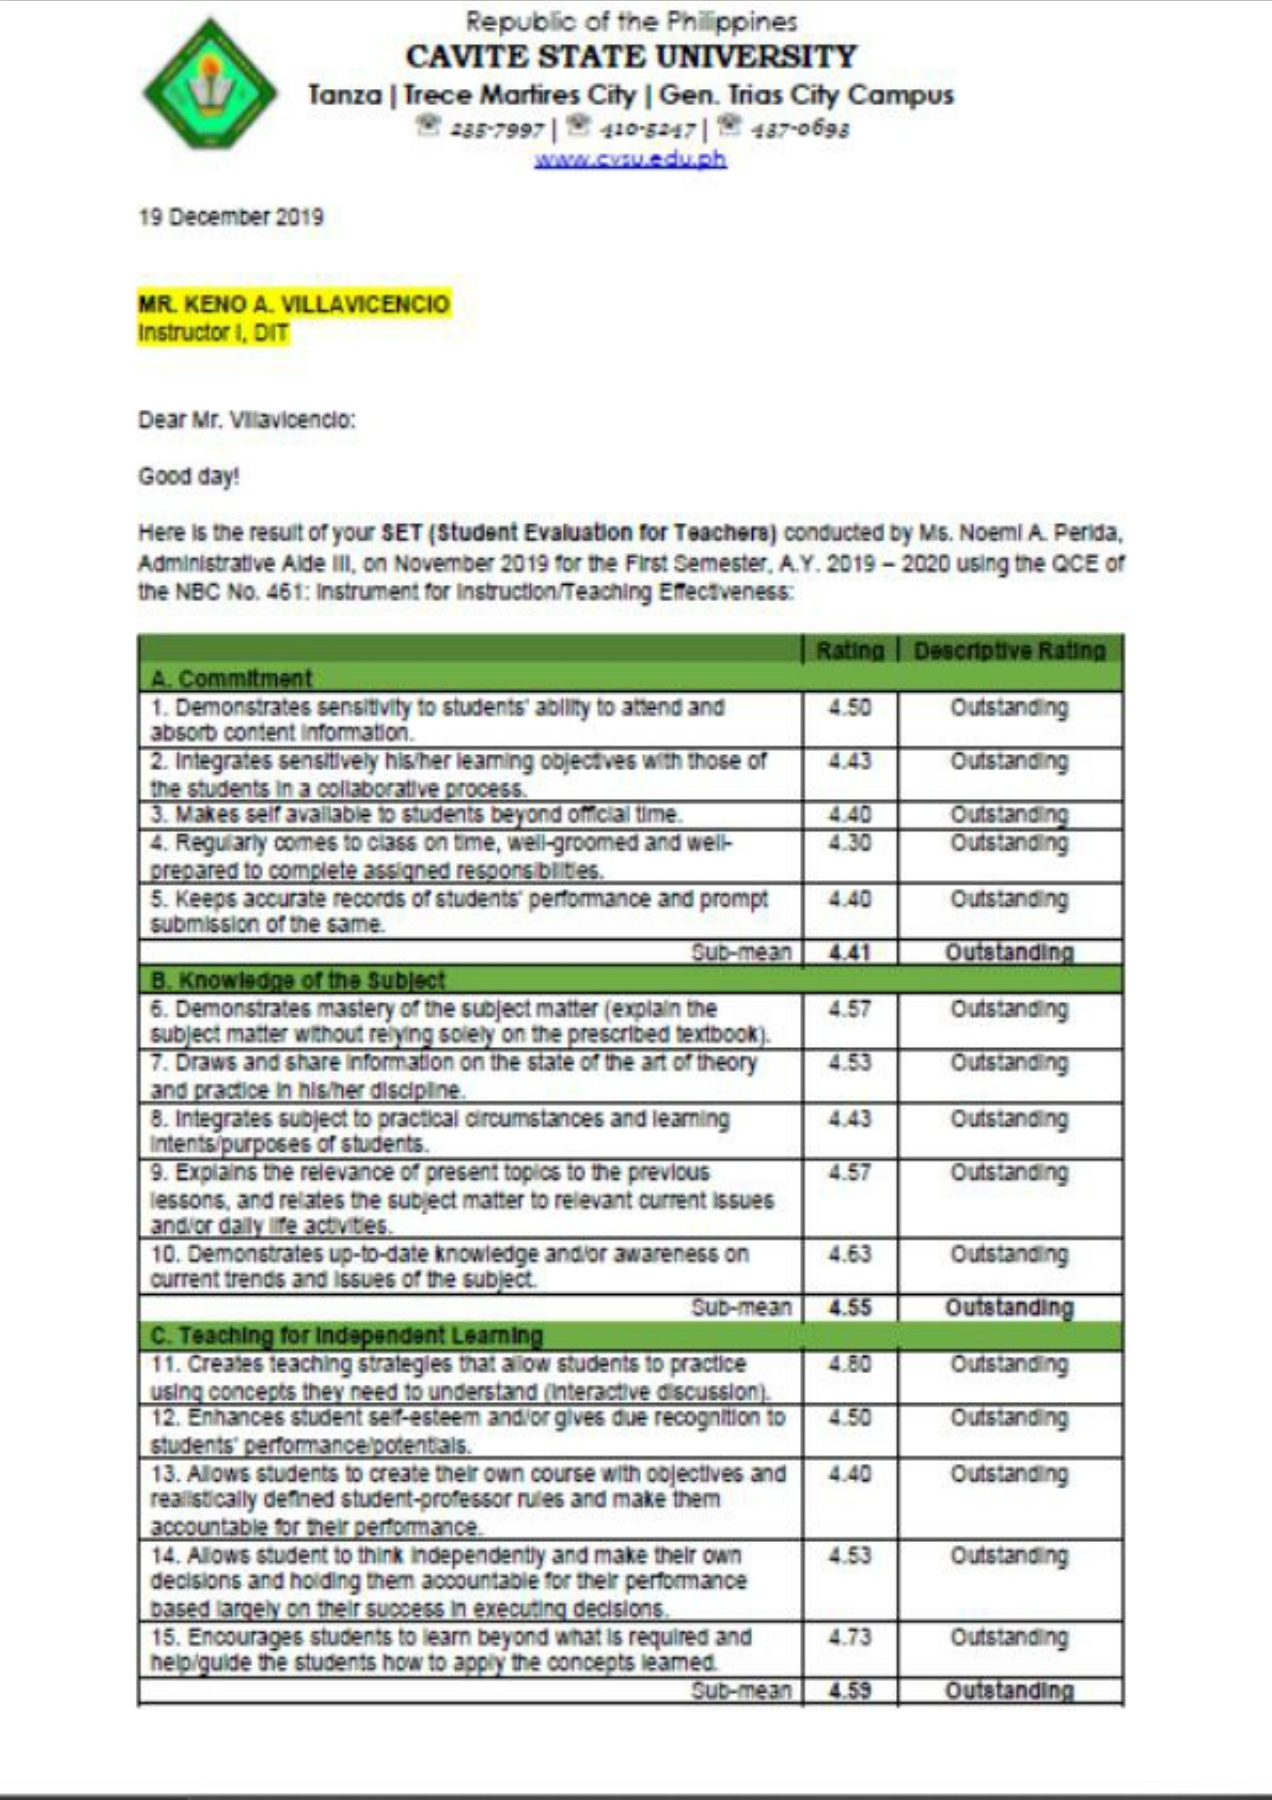 Republic of the Philippines
CAVITE STATE UNIVERSITY
Tanza | Trece Martires City | Gen. Trias City Campus
☏ 235-7997 | ☏ 410-5247 | ☏ 437-0693
www.cvsu.edu.ph
19 December 2019
MR. KENO A. VILLAVICENCIO
Instructor I, DIT
Dear Mr. Villavicencio:
Good day!
Here is the result of your SET (Student Evaluation for Teachers) conducted by Ms. Noemi A. Perida,
Administrative Aide III, on November 2019 for the First Semester, A.Y. 2019 – 2020 using the QCE of
the NBC No. 461: Instrument for Instruction/Teaching Effectiveness:
Rating Descriptive Rating
A. Commitment
1. Demonstrates sensitivity to students' ability to attend and 4.50 Outstanding
absorb content information.
2. Integrates sensitively his/her learning objectives with those of 4.43 Outstanding
the students in a collaborative process.
3. Makes self available to students beyond official time. 4.40 Outstanding
4. Regularly comes to class on time, well-groomed and well- 4.30 Outstanding
prepared to complete assigned responsibilities.
5. Keeps accurate records of students' performance and prompt 4.40 Outstanding
submission of the same.
Sub-mean 4.41 Outstanding
B. Knowledge of the Subject
6. Demonstrates mastery of the subject matter (explain the 4.57 Outstanding
subject matter without relying solely on the prescribed textbook).
7. Draws and share information on the state of the art of theory 4.53 Outstanding
and practice in his/her discipline.
8. Integrates subject to practical circumstances and learning 4.43 Outstanding
intents/purposes of students.
9. Explains the relevance of present topics to the previous 4.57 Outstanding
lessons, and relates the subject matter to relevant current issues
and/or daily life activities.
10. Demonstrates up-to-date knowledge and/or awareness on 4.63 Outstanding
current trends and issues of the subject.
Sub-mean 4.55 Outstanding
C. Teaching for Independent Learning
11. Creates teaching strategies that allow students to practice 4.80 Outstanding
using concepts they need to understand (interactive discussion).
12. Enhances student self-esteem and/or gives due recognition to 4.50 Outstanding
students' performance/potentials.
13. Allows students to create their own course with objectives and 4.40 Outstanding
realistically defined student-professor rules and make them
accountable for their performance.
14. Allows student to think independently and make their own 4.53 Outstanding
decisions and holding them accountable for their performance
based largely on their success in executing decisions.
15. Encourages students to learn beyond what is required and 4.73 Outstanding
help/guide the students how to apply the concepts learned.
Sub-mean 4.59 Outstanding